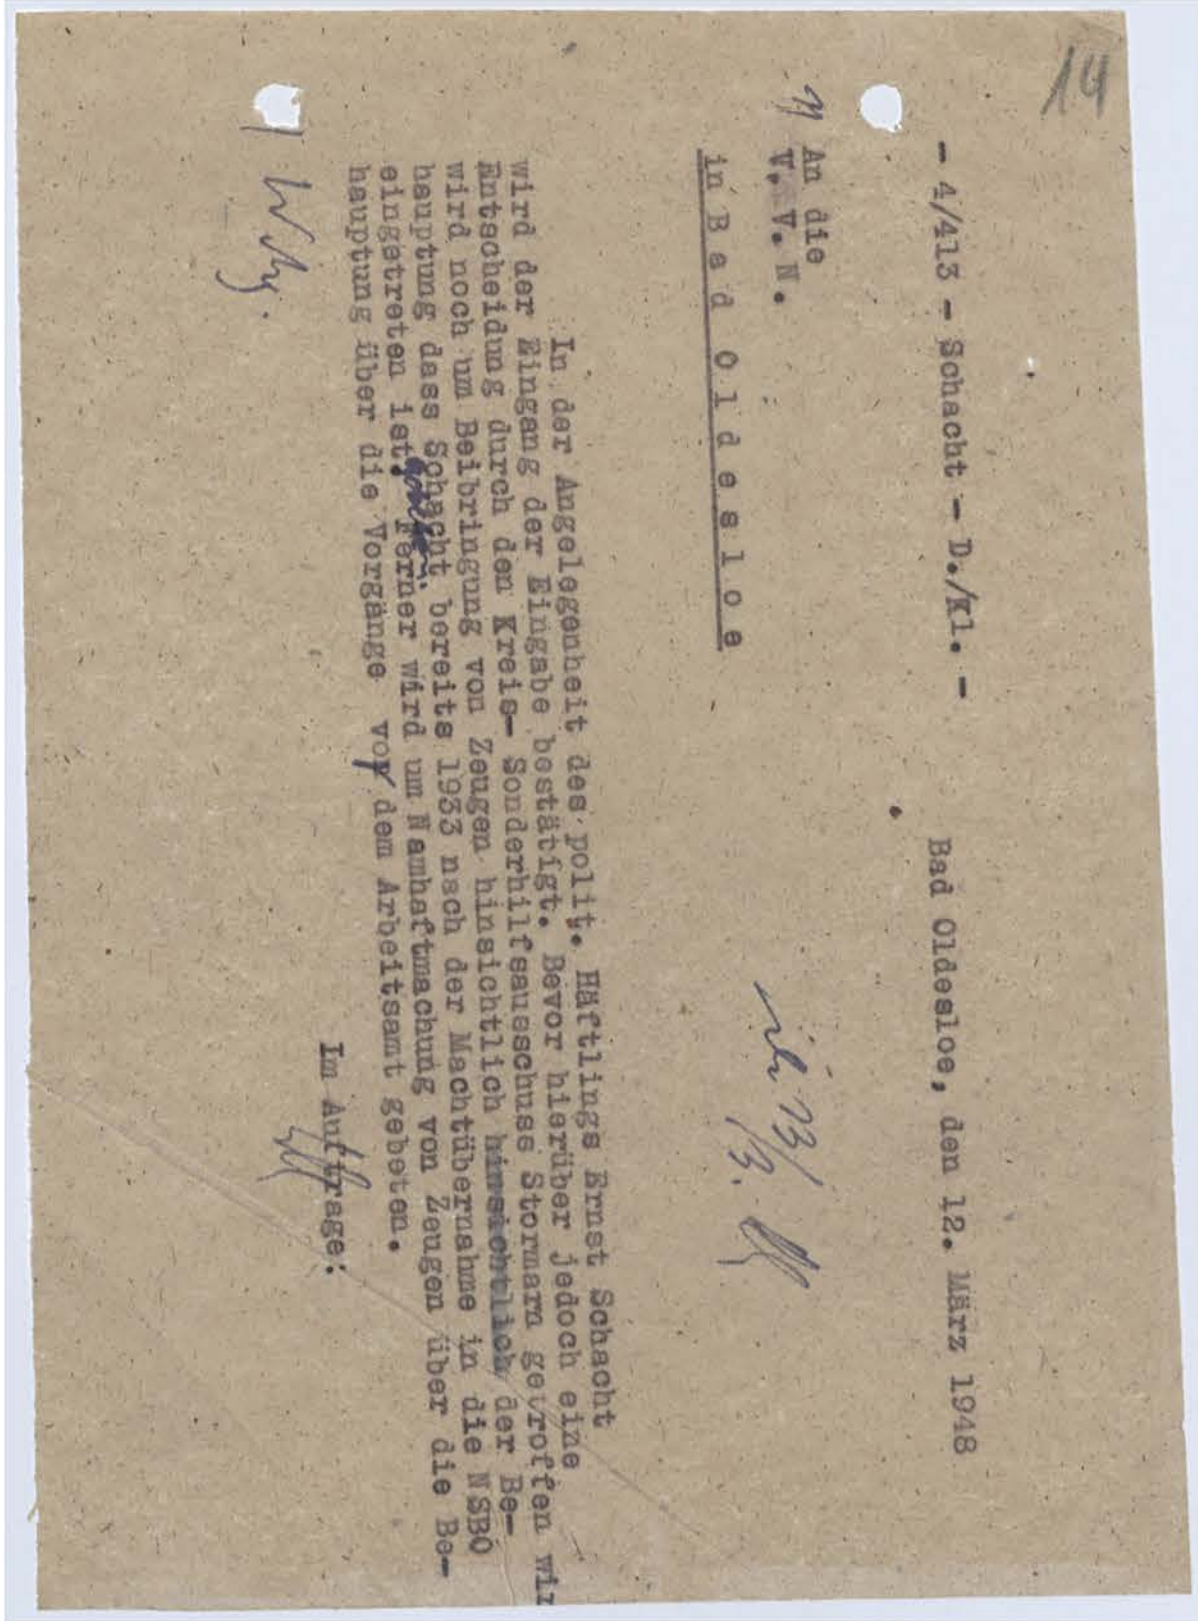 14
- 4/413 - Schacht - D./Kl. -
Bad Oldesloe, den 12. März 1948
An die
V. V. N.
in Bad Oldesloe
In der Angelegenheit des polit. Häftlings Ernst Schacht
wird der Eingang der Eingabe bestätigt. Bevor hierüber jedoch eine
Entscheidung durch den Kreis- Sonderhilfsausschuss Stormarn getroffen wir
wird noch um Beibringung von Zeugen hinsichtlich hinsichtlich der Be-
hauptung dass Schacht bereits 1933 nach der Machtübernahme in die NSBO
eingetreten ist. Ferner wird um Namhaftmachung von Zeugen über die Be-
hauptung über die Vorgänge vor dem Arbeitsamt gebeten.
Im Auftrage: